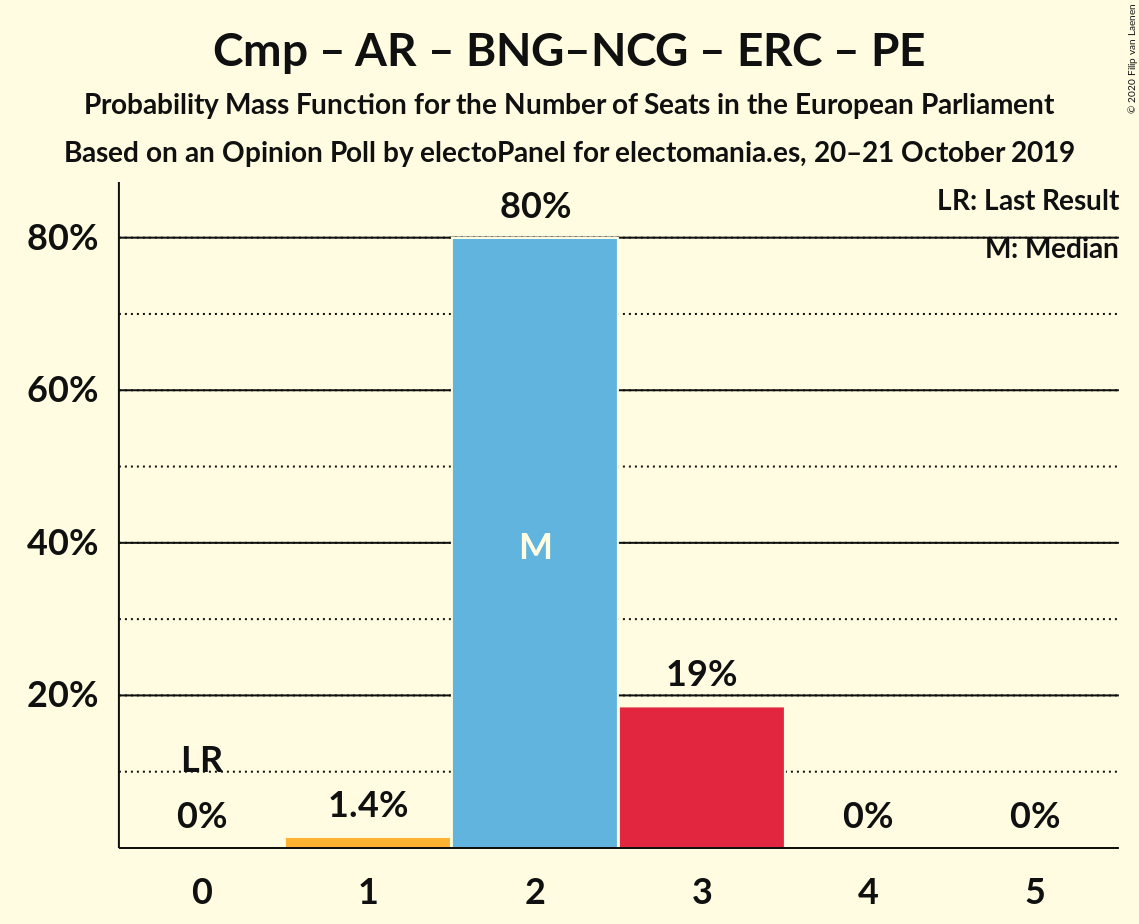 Cmp – AR – BNG–NCG – ERC – PE
Probability Mass Function for the Number of Seats in the European Parliament
Based on an Opinion Poll by electoPanel for electomania.es, 20–21 October 2019
© 2020 Filip van Laenen
LR: Last Result
M: Median
80%
60%
40%
20%
LR
0%
1.4%
80%
M
19%
0%
0%
0 1 2 3 4 5